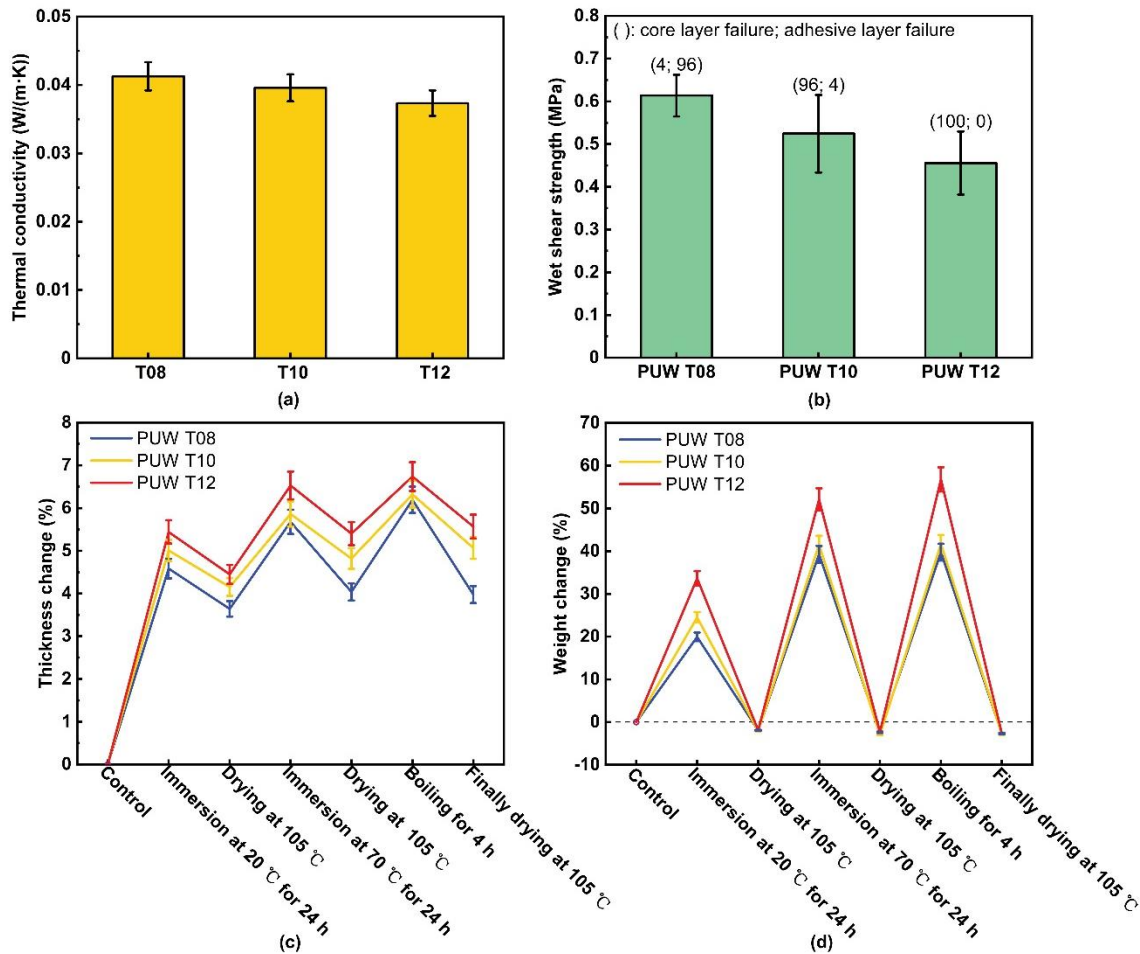 0.05
0.04
0.03
0.02
0.01
0
Thermal conductivity (W/(m·K))
T08
T10
T12
(a)
0.8
0.7
0.6
0.5
0.4
0.3
0.2
0.1
0
Wet shear strength (MPa)
( ): core layer failure; adhesive layer failure
(4; 96)
(96; 4)
(100; 0)
PUW T08
PUW T10
PUW T12
(b)
8
7
6
5
4
3
2
1
0
Thickness change (%)
PUW T08
PUW T10
PUW T12
Control
Immersion at 20 ℃ for 24 h
Drying at 105 ℃
Immersion at 70 ℃ for 24 h
Drying at 105 ℃
Boiling for 4 h
Finally drying at 105 ℃
(c)
70
60
50
40
30
20
10
0
-10
Weight change (%)
PUW T08
PUW T10
PUW T12
Control
Immersion at 20 ℃ for 24 h
Drying at 105 ℃
Immersion at 70 ℃ for 24 h
Drying at 105 ℃
Boiling for 4 h
Finally drying at 105 ℃
(d)